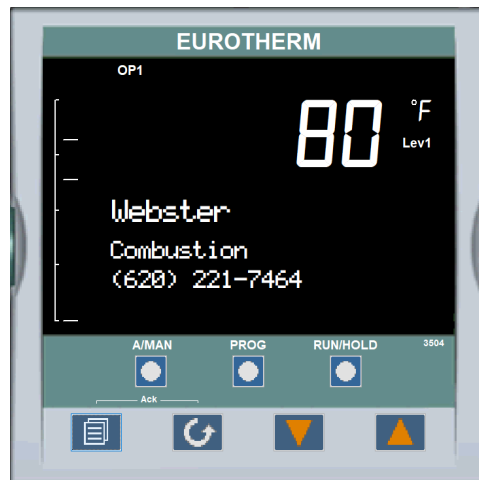 EUROTHERM
OP1
80 °F
Lev1
Webster
Combustion
(620) 221-7464
A/MAN PROG RUN/HOLD 3504
Ack